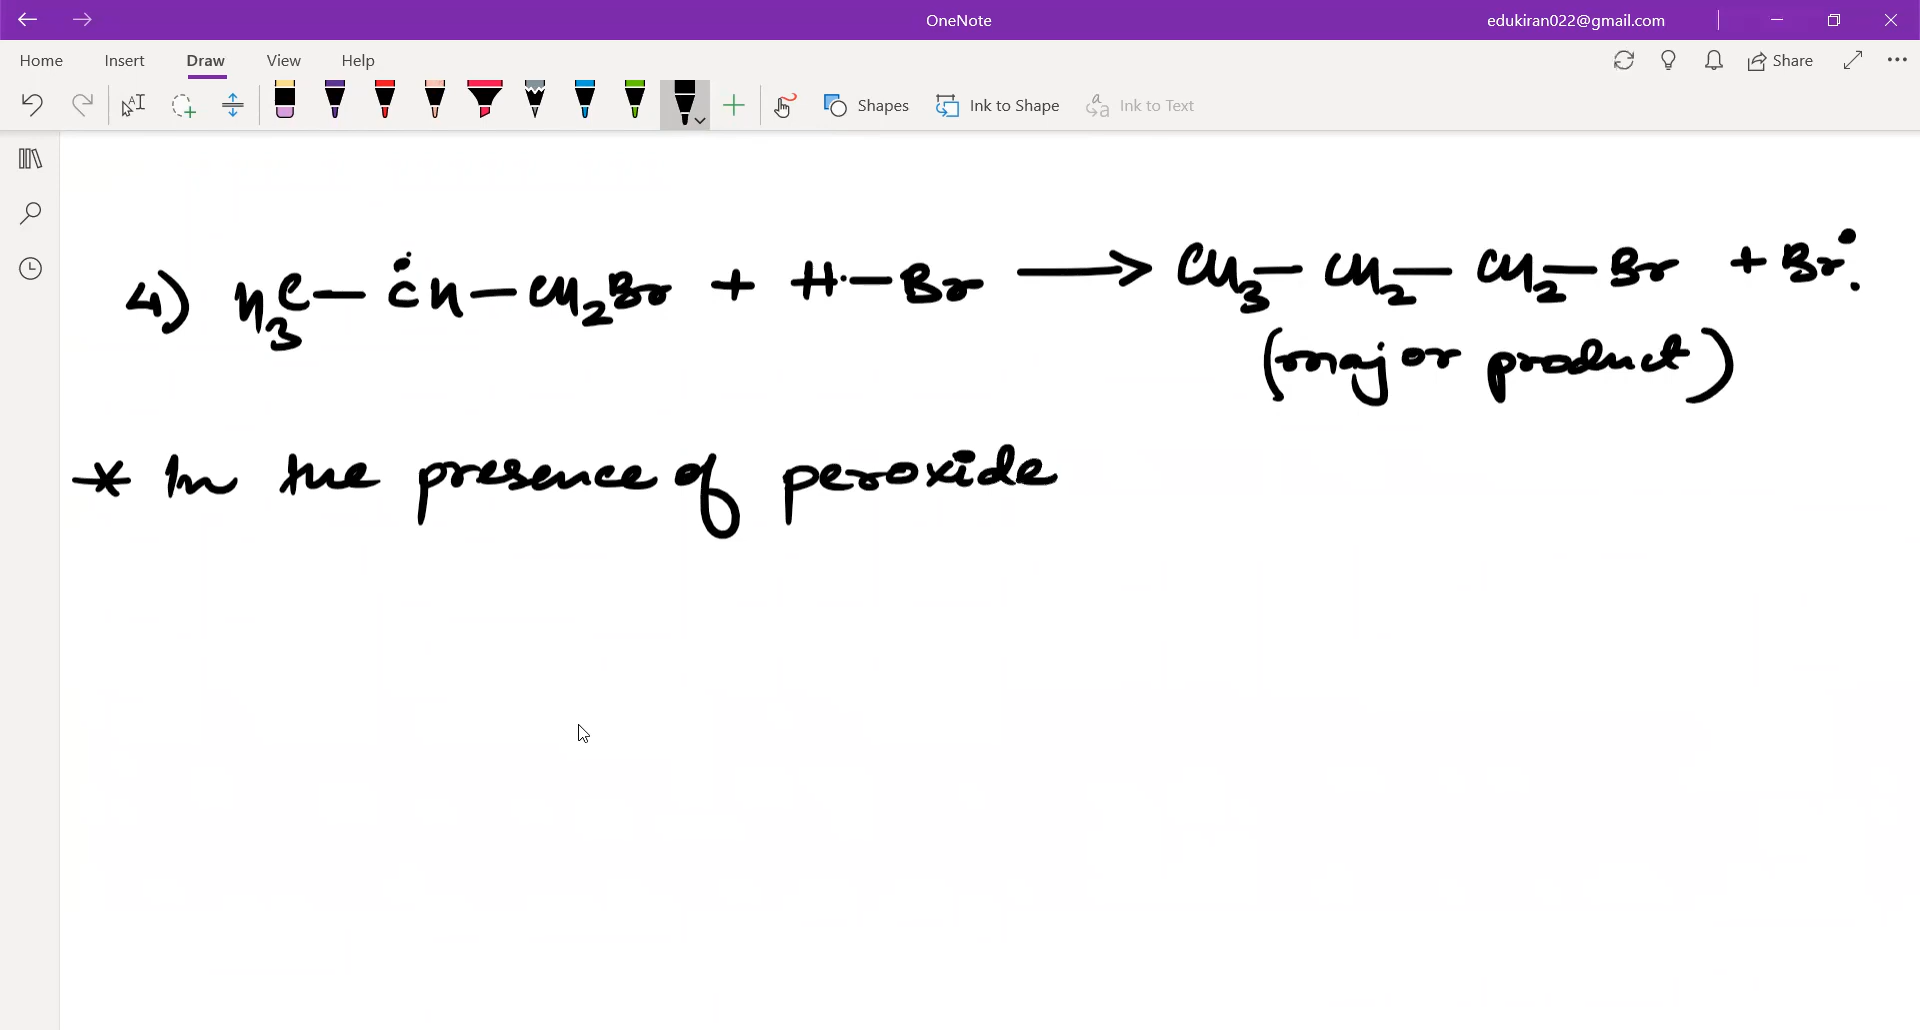 OneNote
edukiran022@gmail.com
Home Insert Draw View Help
Share
Shapes Ink to Shape Ink to Text
4) H₃C — ĊH — CH₂Br + H — Br ⟶ CH₃ — CH₂ — CH₂ — Br + Br•.
(major product)
* In the presence of peroxide